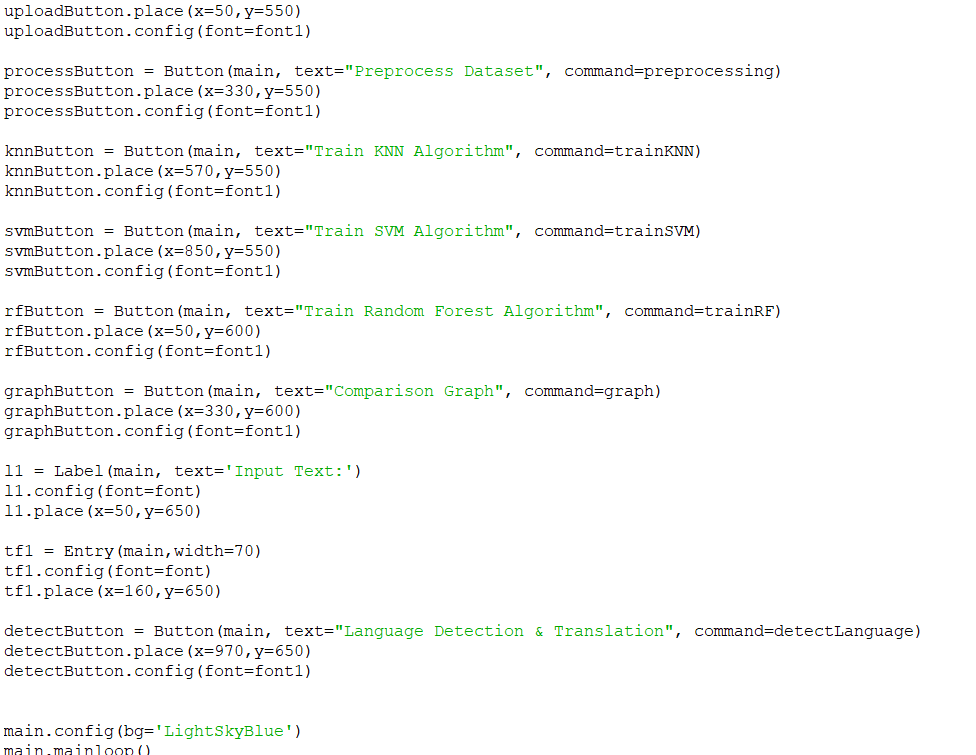 uploadButton.place(x=50,y=550)
uploadButton.config(font=font1)
processButton = Button(main, text="Preprocess Dataset", command=preprocessing)
processButton.place(x=330,y=550)
processButton.config(font=font1)
knnButton = Button(main, text="Train KNN Algorithm", command=trainKNN)
knnButton.place(x=570,y=550)
knnButton.config(font=font1)
svmButton = Button(main, text="Train SVM Algorithm", command=trainSVM)
svmButton.place(x=850,y=550)
svmButton.config(font=font1)
rfButton = Button(main, text="Train Random Forest Algorithm", command=trainRF)
rfButton.place(x=50,y=600)
rfButton.config(font=font1)
graphButton = Button(main, text="Comparison Graph", command=graph)
graphButton.place(x=330,y=600)
graphButton.config(font=font1)
l1 = Label(main, text='Input Text:')
l1.config(font=font)
l1.place(x=50,y=650)
tf1 = Entry(main,width=70)
tf1.config(font=font)
tf1.place(x=160,y=650)
detectButton = Button(main, text="Language Detection & Translation", command=detectLanguage)
detectButton.place(x=970,y=650)
detectButton.config(font=font1)
main.config(bg='LightSkyBlue')
main.mainloop()